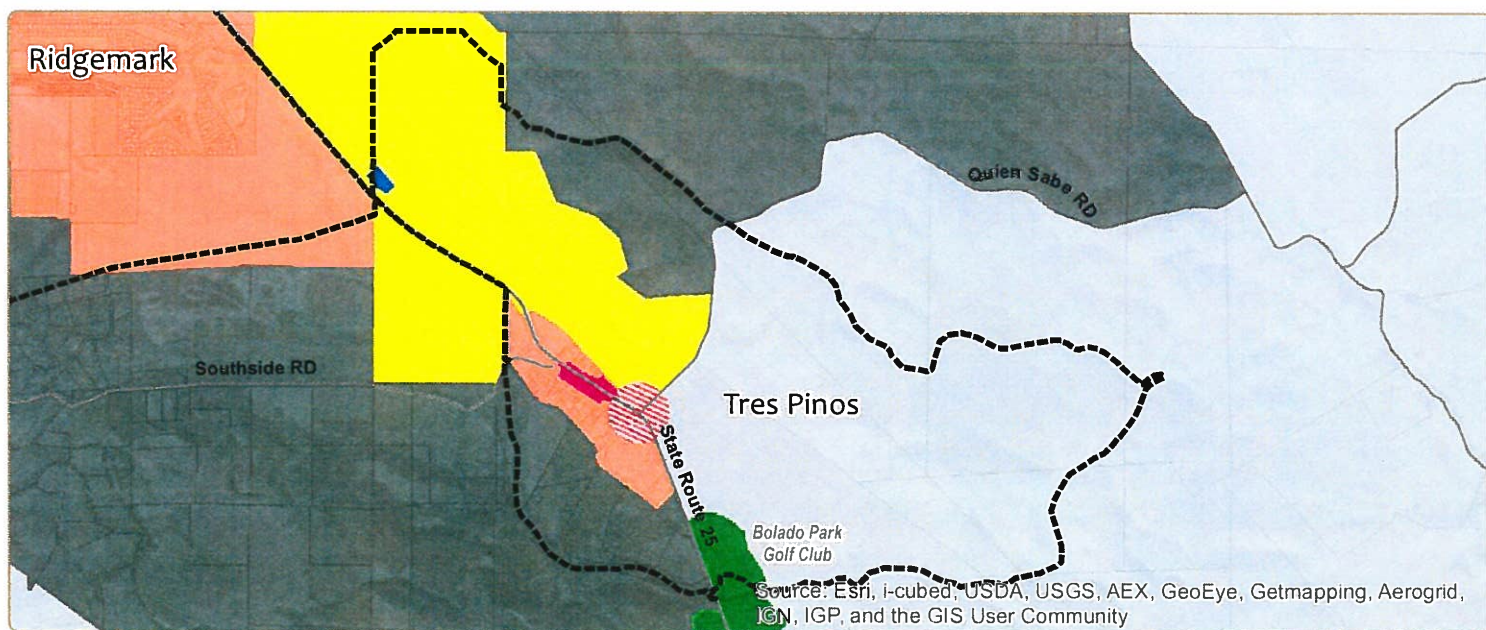 Ridgemark
Quien Sabe RD
Southside RD
Tres Pinos
State Route 25
Bolado Park
Golf Club
Source: Esri, i-cubed, USDA, USGS, AEX, GeoEye, Getmapping, Aerogrid,
IGN, IGP, and the GIS User Community